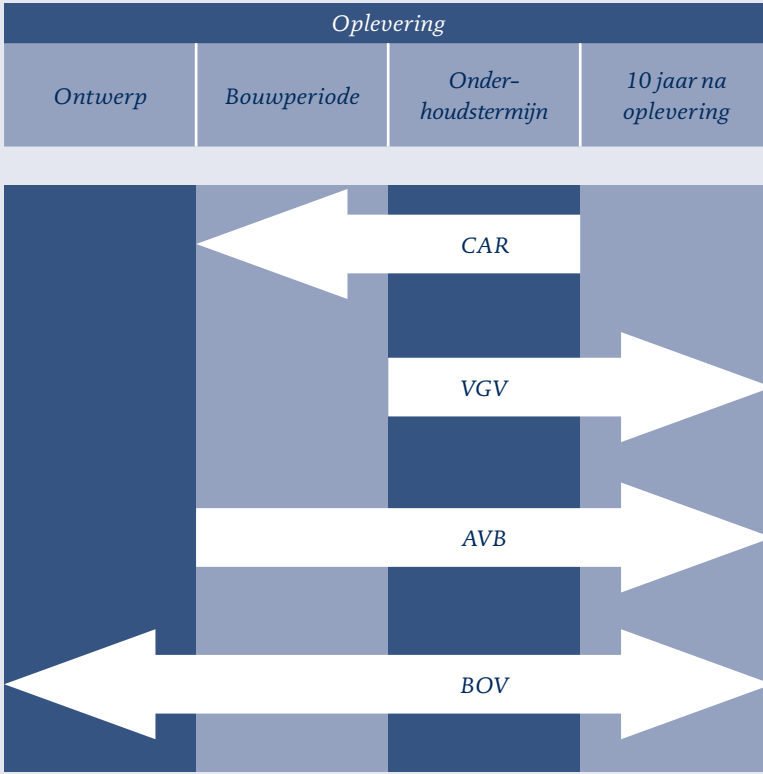 Oplevering
Ontwerp
Bouwperiode
Onder-
houdstermijn
10 jaar na
oplevering
CAR
VGV
AVB
BOV